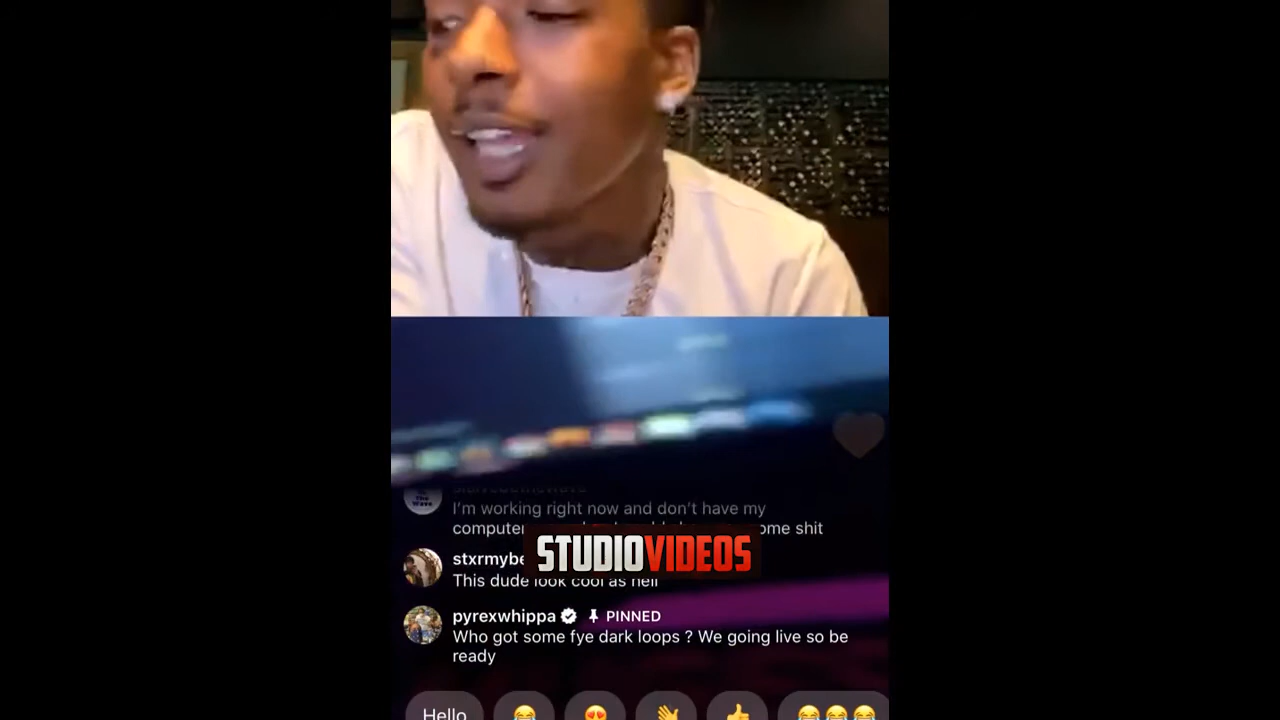 I'm working right now and don't have my
computer
ome shit
STUDIOVIDEOS
stxrmybe
This dude look cool as hell
pyrexwhippa PINNED
Who got some fye dark loops ? We going live so be
ready
Hello